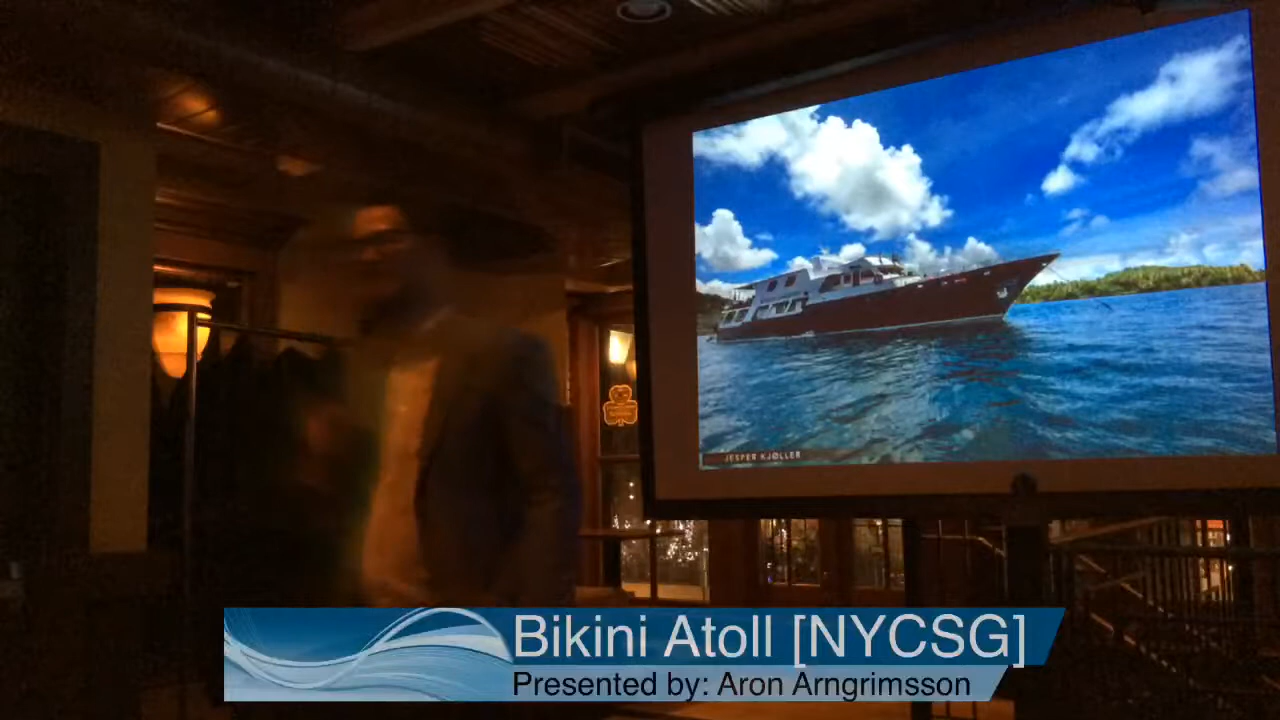 JESPER KJØLLER
Bikini Atoll [NYCSG]
Presented by: Aron Arngrimsson